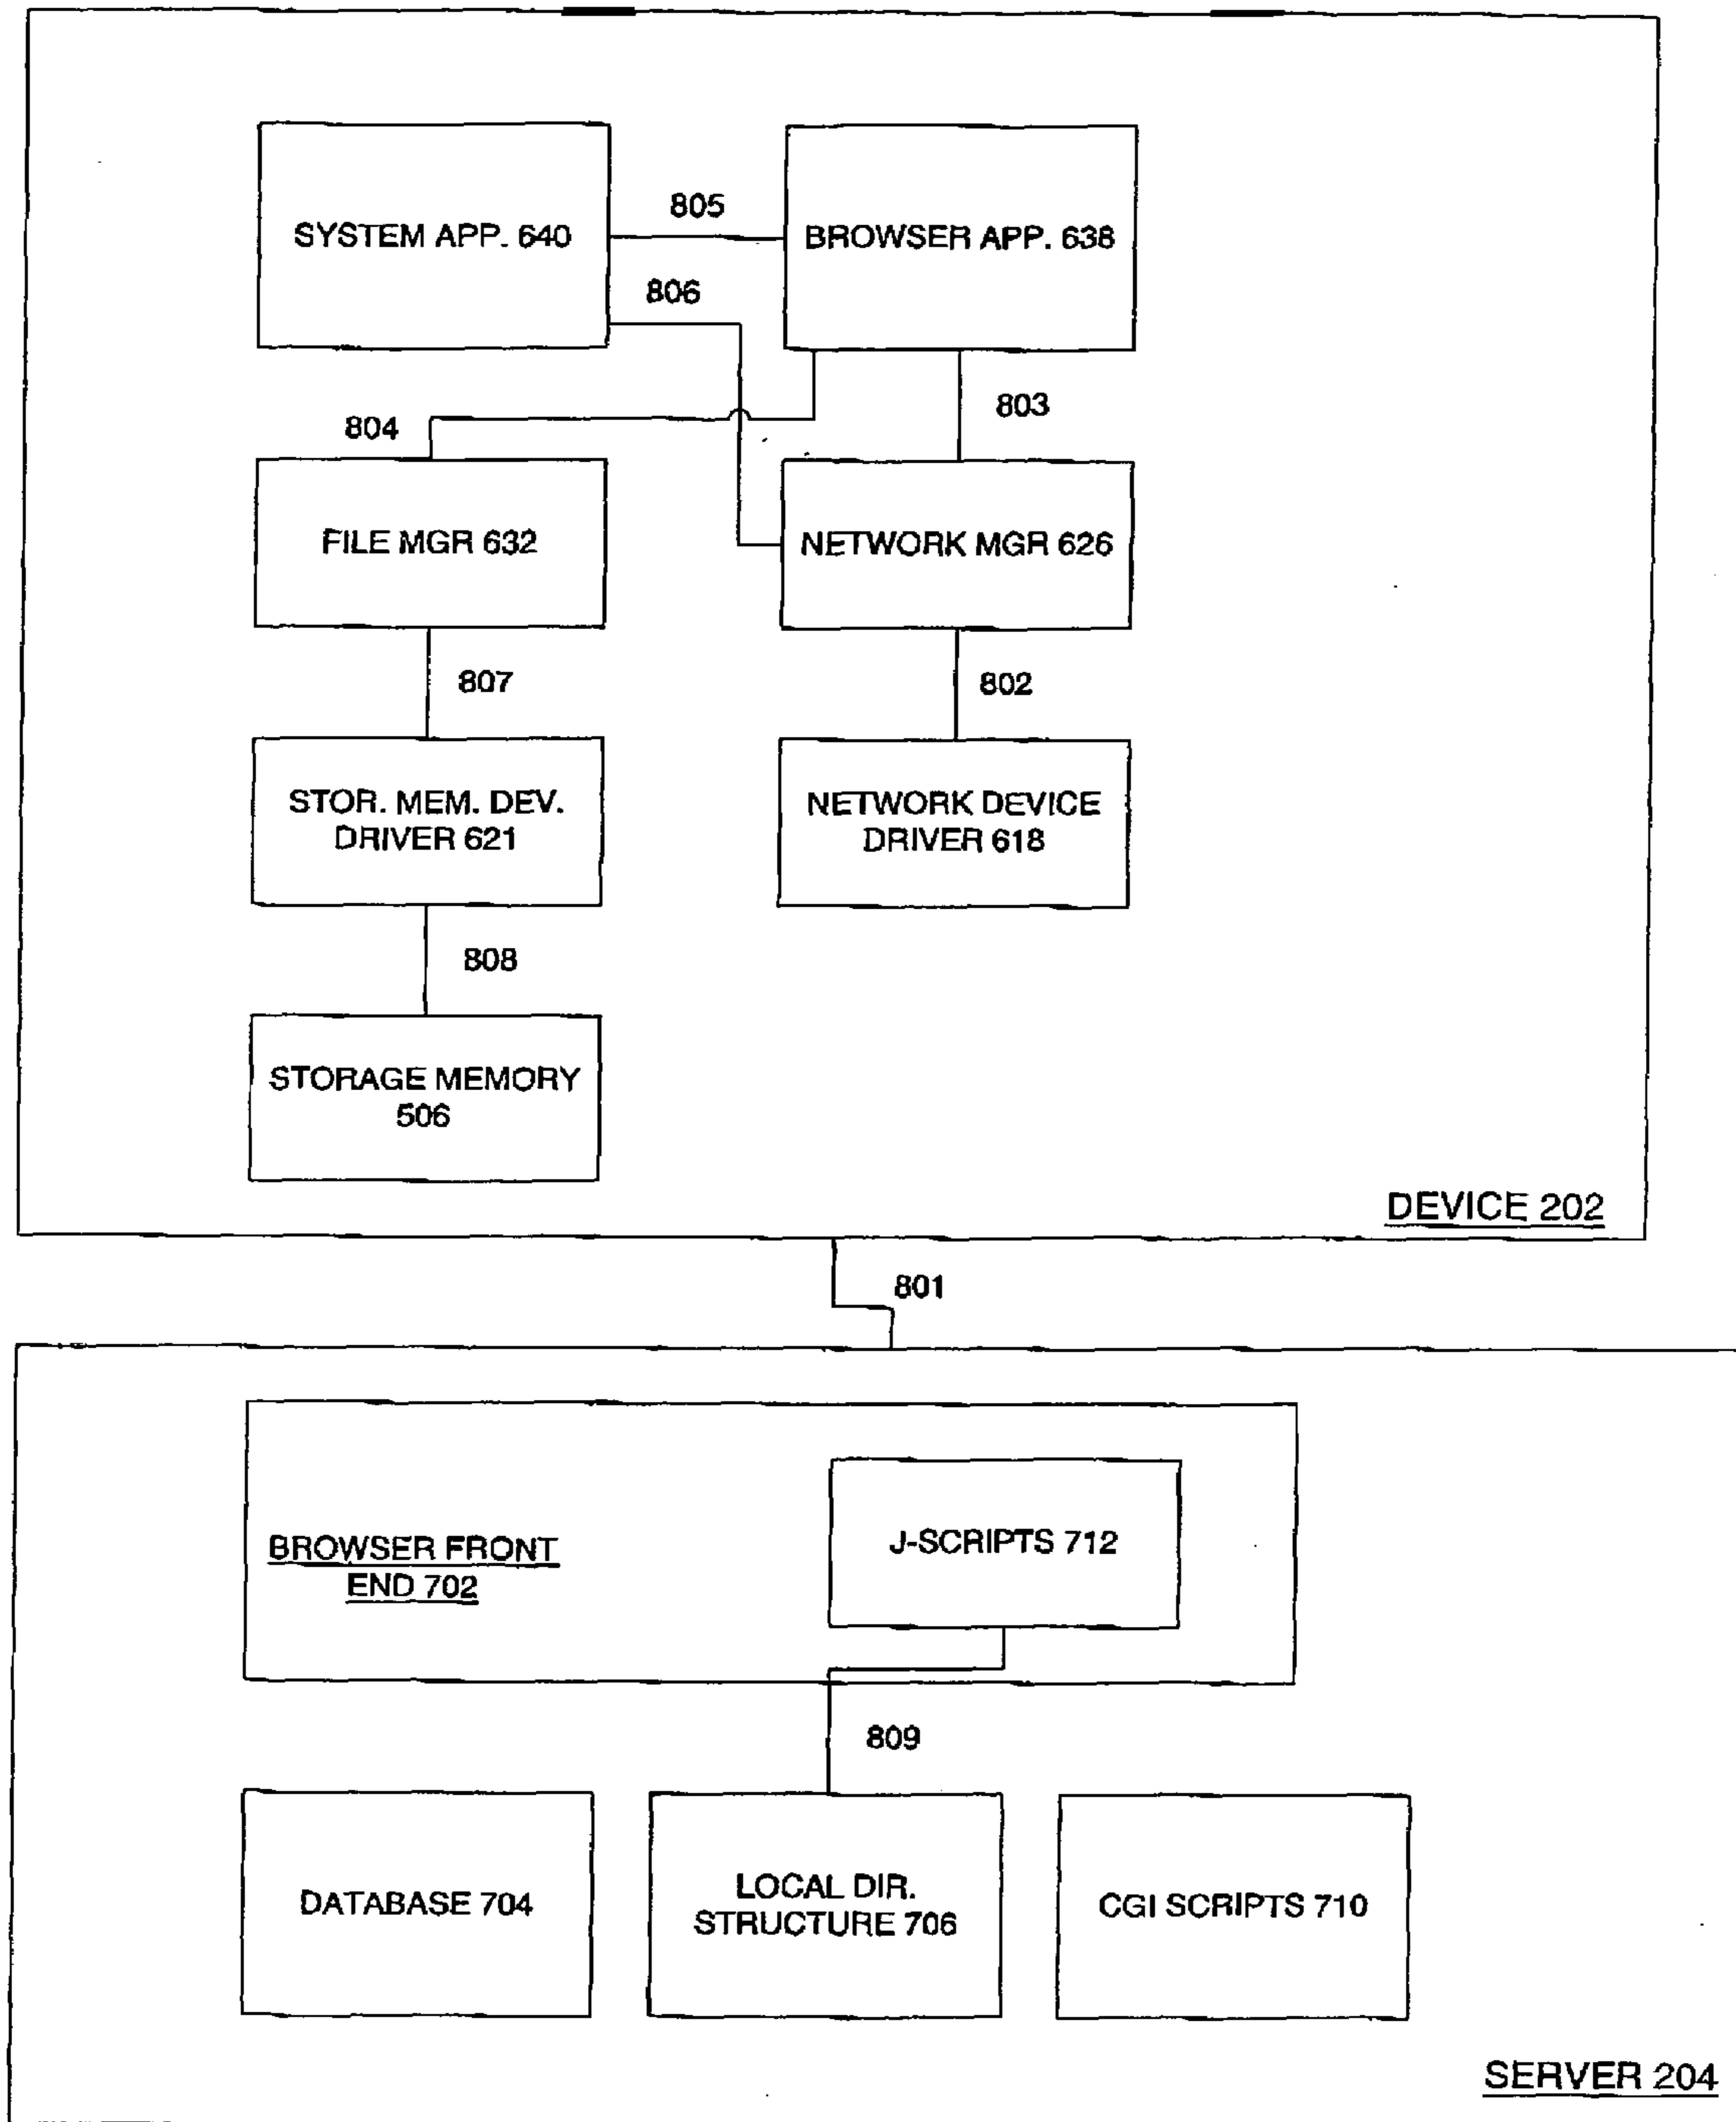 SYSTEM APP. 640
805
BROWSER APP. 638
806
804
803
FILE MGR 632
NETWORK MGR 626
807
802
STOR. MEM. DEV.
DRIVER 621
NETWORK DEVICE
DRIVER 618
808
STORAGE MEMORY
506
DEVICE 202
801
BROWSER FRONT
END 702
J-SCRIPTS 712
809
DATABASE 704
LOCAL DIR.
STRUCTURE 706
CGI SCRIPTS 710
SERVER 204